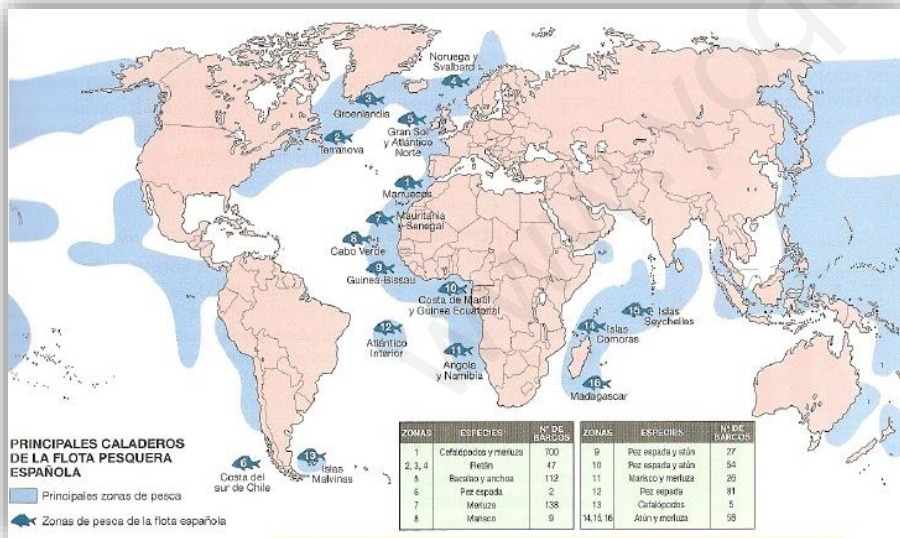 Noruega y
Svalbard
4
3
Groenlandia
5
Gran Sol
y Atlántico
Norte
2
Terranova
1
Marruecos
7
Mauritania
y Senegal
8
Cabo Verde
9
Guinea-Bissau
10
Costa de Marfil
y Guinea Ecuatorial
12
Atlántico
Interior
11
Angola
y Namibia
15
Islas
Seychelles
14
Islas
Comoras
16
Madagascar
6
Costa del
sur de Chile
13
Islas
Malvinas
PRINCIPALES CALADEROS
DE LA FLOTA PESQUERA
ESPAÑOLA
Principales zonas de pesca
Zonas de pesca de la flota española
ZONAS ESPECIES Nº DE BARCOS
1 Cefalópodos y merluza 700
2, 3, 4 Fletán 47
5 Bacalao y anchoa 112
6 Pez espada 2
7 Merluza 138
8 Marisco 9
ZONAS ESPECIES Nº DE BARCOS
9 Pez espada y atún 27
10 Pez espada y atún 54
11 Marisco y merluza 26
12 Pez espada 81
13 Cefalópodos 5
14, 15, 16 Atún y merluza 58